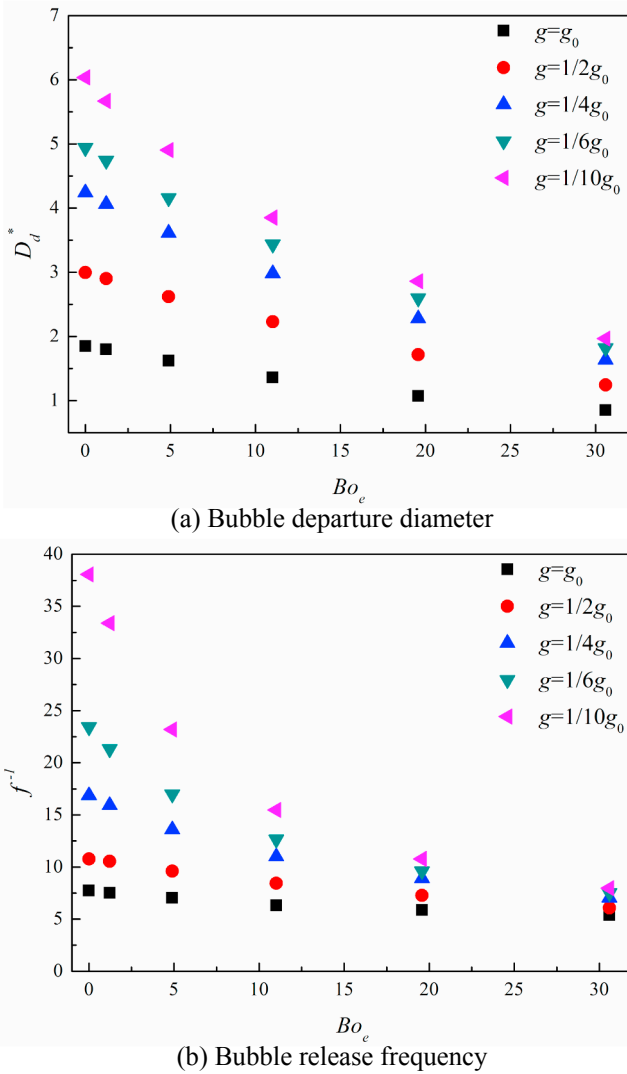 7
6
5
4
3
2
1
D_d^*
0 5 10 15 20 25 30
Bo_e
g=g_0
g=1/2g_0
g=1/4g_0
g=1/6g_0
g=1/10g_0
(a) Bubble departure diameter
40
35
30
25
20
15
10
5
0
f^{-1}
0 5 10 15 20 25 30
Bo_e
g=g_0
g=1/2g_0
g=1/4g_0
g=1/6g_0
g=1/10g_0
(b) Bubble release frequency